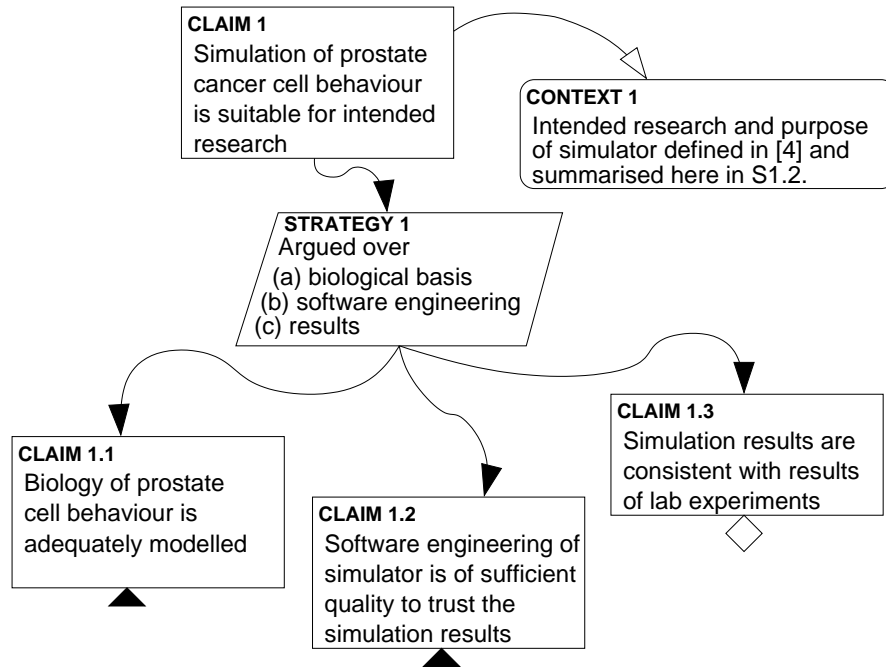 CLAIM 1
Simulation of prostate
cancer cell behaviour
is suitable for intended
research
CONTEXT 1
Intended research and purpose
of simulator defined in [4] and
summarised here in S1.2.
STRATEGY 1
Argued over
(a) biological basis
(b) software engineering
(c) results
CLAIM 1.1
Biology of prostate
cell behaviour is
adequately modelled
CLAIM 1.2
Software engineering of
simulator is of sufficient
quality to trust the
simulation results
CLAIM 1.3
Simulation results are
consistent with results
of lab experiments